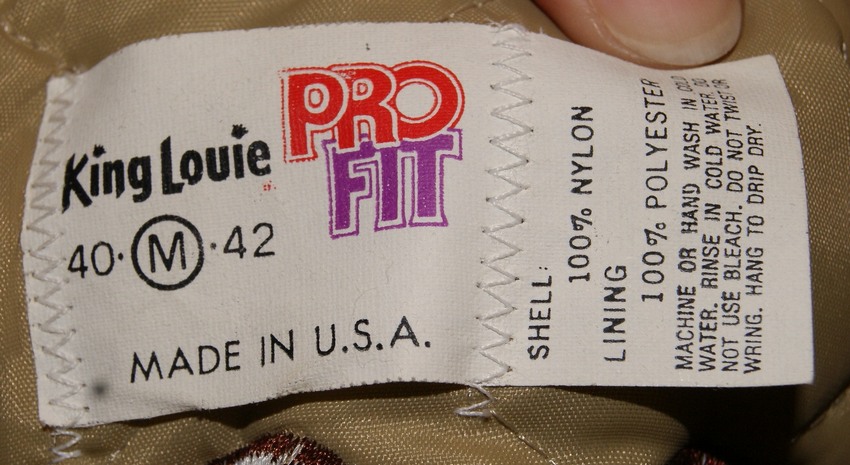 King Louie
PRO
FIT
40·M·42
MADE IN U.S.A.
SHELL:
100% NYLON
LINING
100% POLYESTER
MACHINE OR HAND WASH IN COLD
WATER. RINSE IN COLD WATER. DO
NOT USE BLEACH. DO NOT TWIST OR
WRING. HANG TO DRIP DRY.